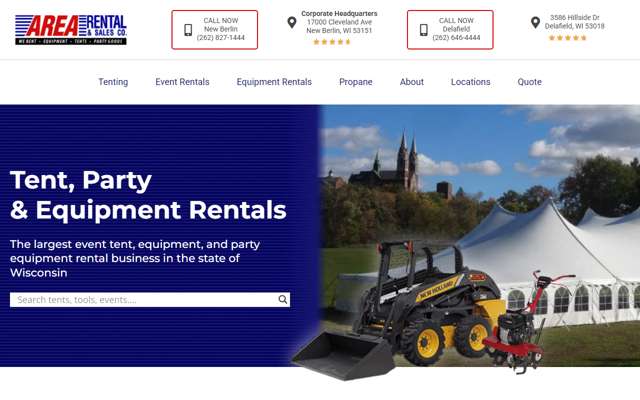 AREA RENTAL
& SALES CO.
WE RENT - EQUIPMENT - TENTS - PARTY GOODS
CALL NOW
New Berlin
(262) 827-1444
Corporate Headquarters
17000 Cleveland Ave
New Berlin, WI 53151
CALL NOW
Delafield
(262) 646-4444
3586 Hillside Dr
Delafield, WI 53018
Tenting
Event Rentals
Equipment Rentals
Propane
About
Locations
Quote
Tent, Party
& Equipment Rentals
The largest event tent, equipment, and party
equipment rental business in the state of
Wisconsin
Search tents, tools, events....
NEW HOLLAND